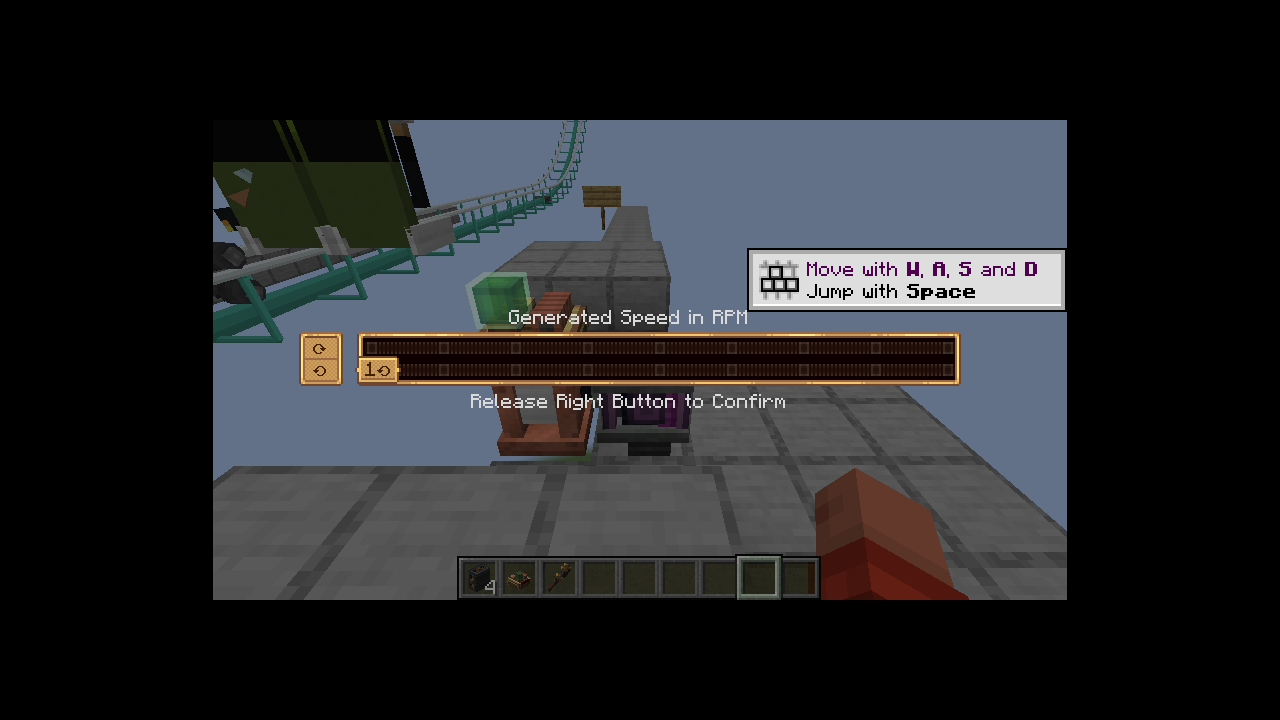 Move with W, A, S and D
Jump with Space
Generated Speed in RPM
1
Release Right Button to Confirm
4